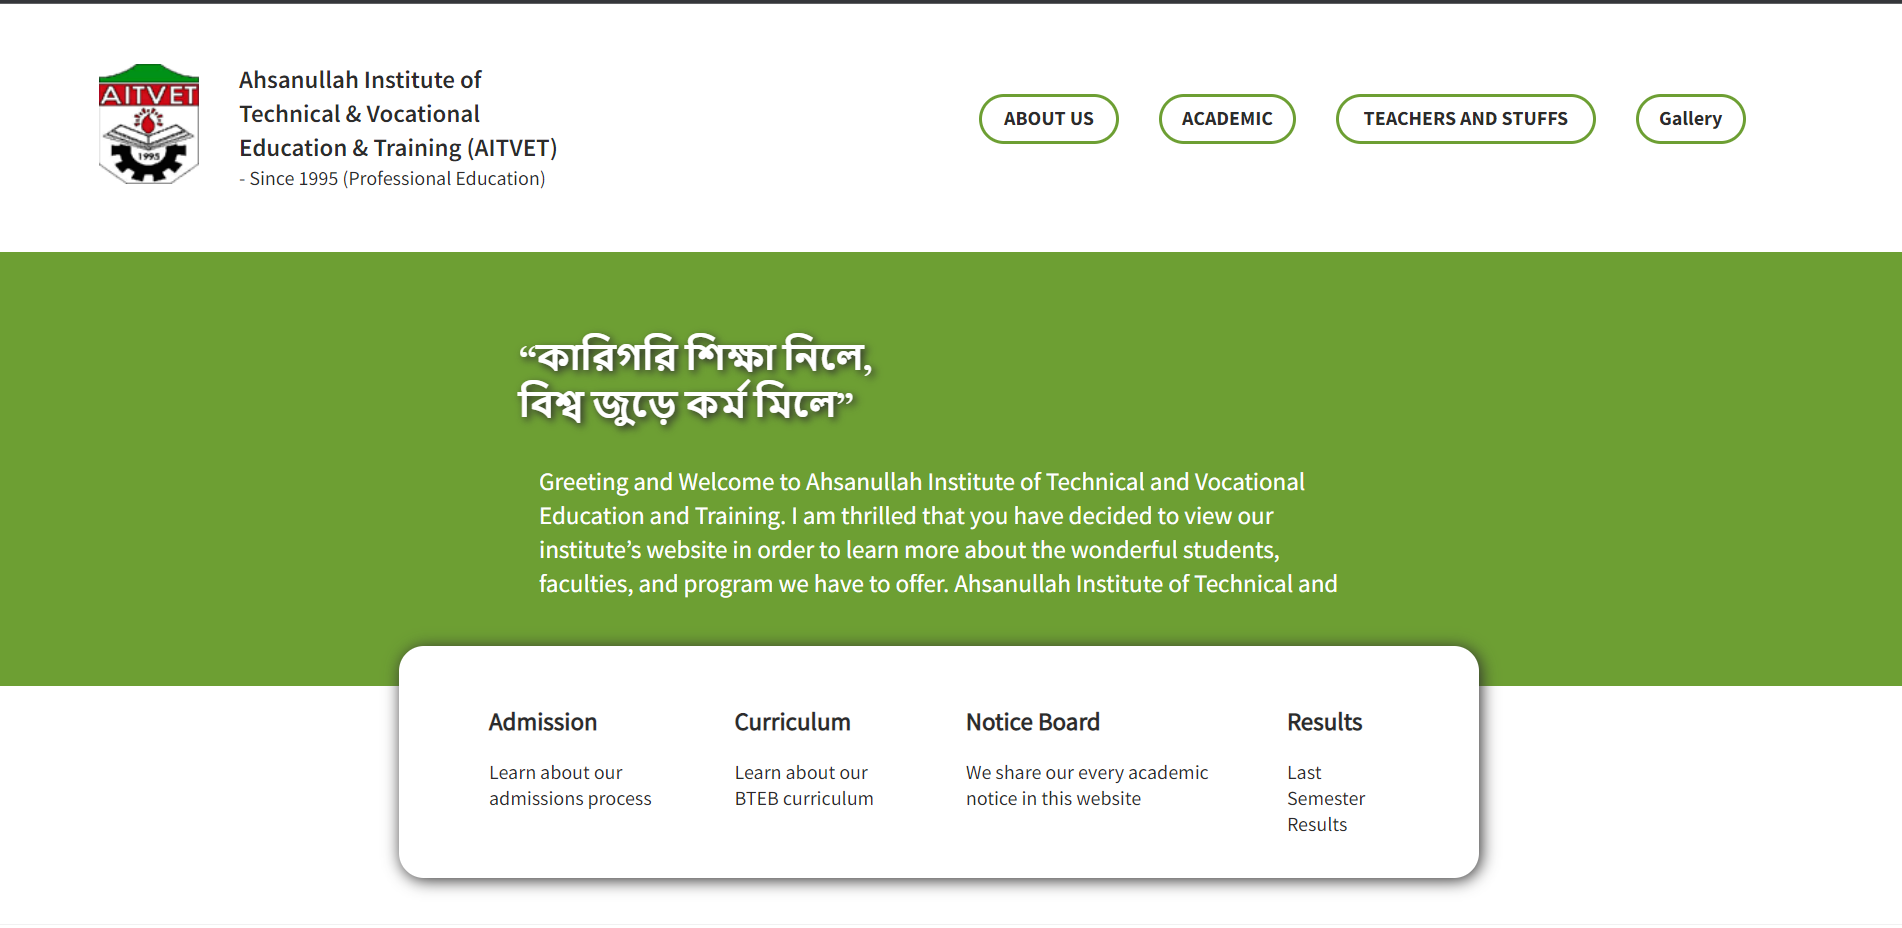 AITVET
1995
Ahsanullah Institute of
Technical & Vocational
Education & Training (AITVET)
- Since 1995 (Professional Education)
ABOUT US
ACADEMIC
TEACHERS AND STUFFS
Gallery
“কারিগরি শিক্ষা নিলে,
বিশ্ব জুড়ে কর্ম মিলে”
Greeting and Welcome to Ahsanullah Institute of Technical and Vocational
Education and Training. I am thrilled that you have decided to view our
institute’s website in order to learn more about the wonderful students,
faculties, and program we have to offer. Ahsanullah Institute of Technical and
Admission
Learn about our
admissions process
Curriculum
Learn about our
BTEB curriculum
Notice Board
We share our every academic
notice in this website
Results
Last
Semester
Results